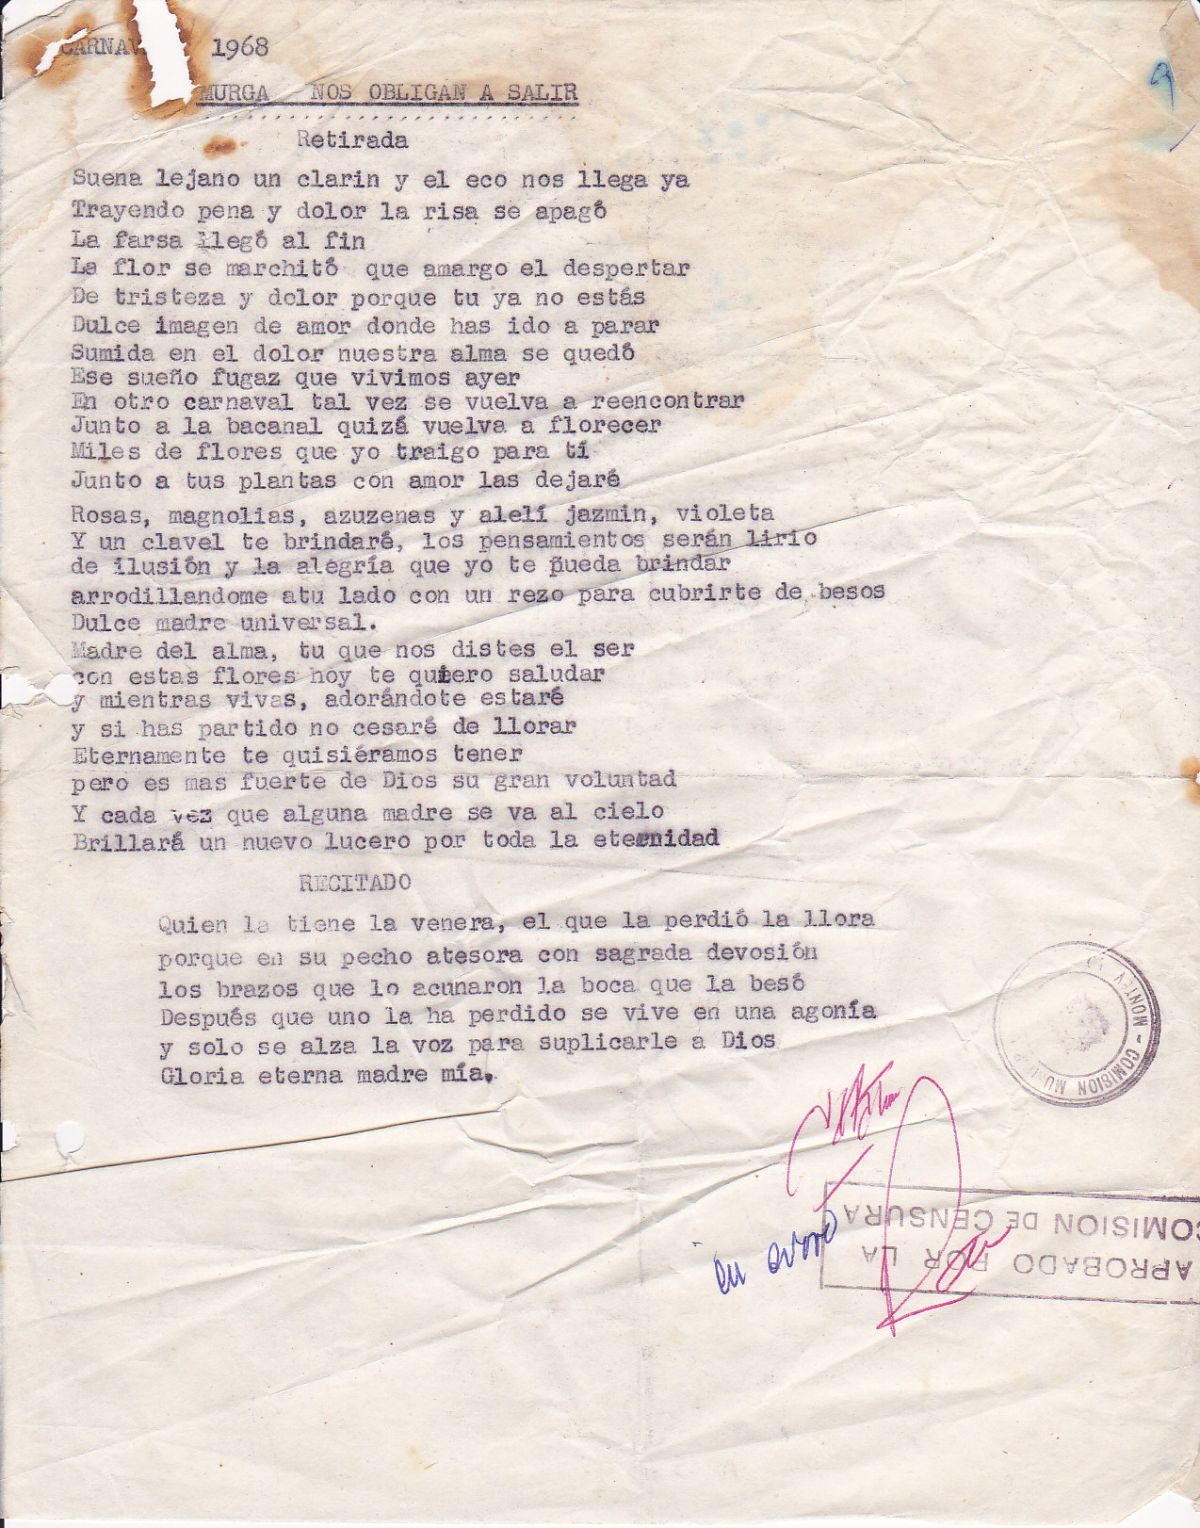 CARNAV 1968
MURGA NOS OBLIGAN A SALIR
Retirada
Suena lejano un clarin y el eco nos llega ya
Trayendo pena y dolor la risa se apagó
La farsa llegó al fin
La flor se marchitó que amargo el despertar
De tristeza y dolor porque tu ya no estás
Dulce imagen de amor donde has ido a parar
Sumida en el dolor nuestra alma se quedó
Ese sueño fugaz que vivimos ayer
En otro carnaval tal vez se vuelva a reencontrar
Junto a la bacanal quizá vuelva a florecer
Miles de flores que yo traigo para tí
Junto a tus plantas con amor las dejaré
Rosas, magnolias, azuzenas y alelí jazmin, violeta
Y un clavel te brindaré, los pensamientos serán lirio
de ilusión y la alegría que yo te pueda brindar
arrodillandome atu lado con un rezo para cubrirte de besos
Dulce madre universal.
Madre del alma, tu que nos distes el ser
con estas flores hoy te quiero saludar
y mientras vivas, adorándote estaré
y si has partido no cesaré de llorar
Eternamente te quisiéramos tener
pero es mas fuerte de Dios su gran voluntad
Y cada vez que alguna madre se va al cielo
Brillará un nuevo lucero por toda la eternidad
RECITADO
Quien la tiene la venera, el que la perdió la llora
porque en su pecho atesora con sagrada devosión
los brazos que lo acunaron la boca que la besó
Después que uno la ha perdido se vive en una agonía
y solo se alza la voz para suplicarle a Dios
Gloria eterna madre mía.
MONTEV - COMISION MU
APROBADO POR LA
COMISION DE CENSURA